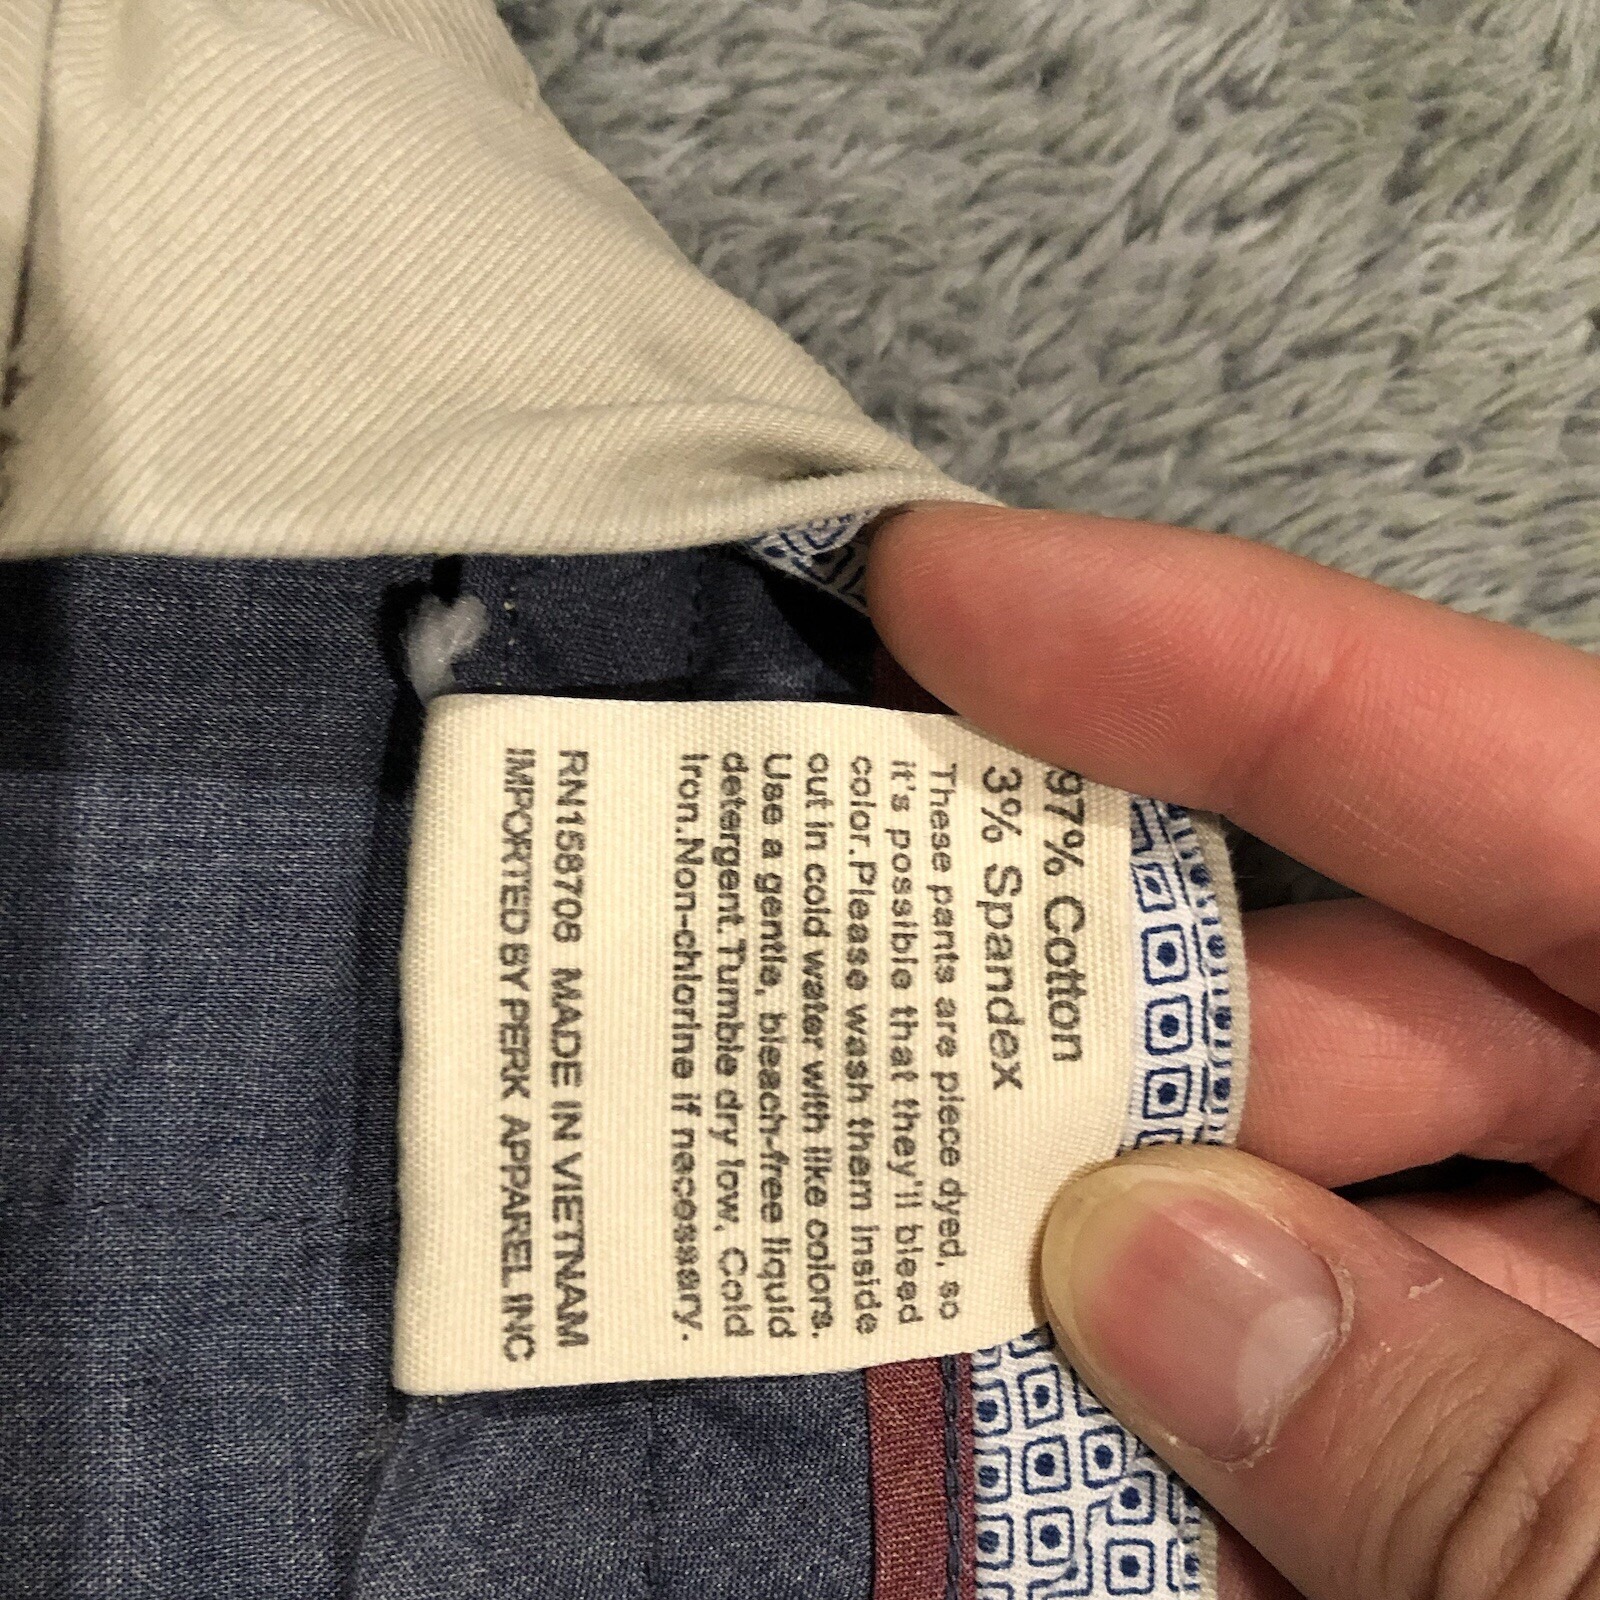 97% Cotton
3% Spandex
These pants are piece dyed, so
it's possible that they'll bleed
color.Please wash them inside
out in cold water with like colors.
Use a gentle, bleach-free liquid
detergent.Tumble dry low, Cold
Iron.Non-chlorine if necessary.
RN158708 MADE IN VIETNAM
IMPORTED BY PERK APPAREL INC